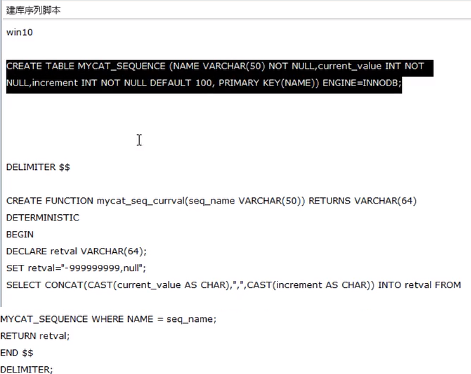 建库序列脚本
win10
CREATE TABLE MYCAT_SEQUENCE (NAME VARCHAR(50) NOT NULL,current_value INT NOT
NULL,increment INT NOT NULL DEFAULT 100, PRIMARY KEY(NAME)) ENGINE=INNODB;
DELIMITER $$
CREATE FUNCTION mycat_seq_currval(seq_name VARCHAR(50)) RETURNS VARCHAR(64)
DETERMINISTIC
BEGIN
DECLARE retval VARCHAR(64);
SET retval="-999999999,null";
SELECT CONCAT(CAST(current_value AS CHAR),",",CAST(increment AS CHAR)) INTO retval FROM
MYCAT_SEQUENCE WHERE NAME = seq_name;
RETURN retval;
END $$
DELIMITER;